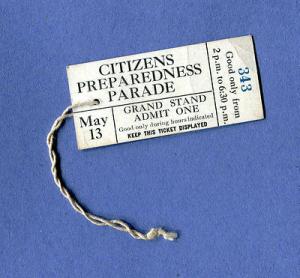 CITIZENS
PREPAREDNESS
PARADE
May
13
GRAND STAND
ADMIT ONE
Good only during hours indicated
KEEP THIS TICKET DISPLAYED
343
Good only from
2 p.m. to 6:30 p.m.